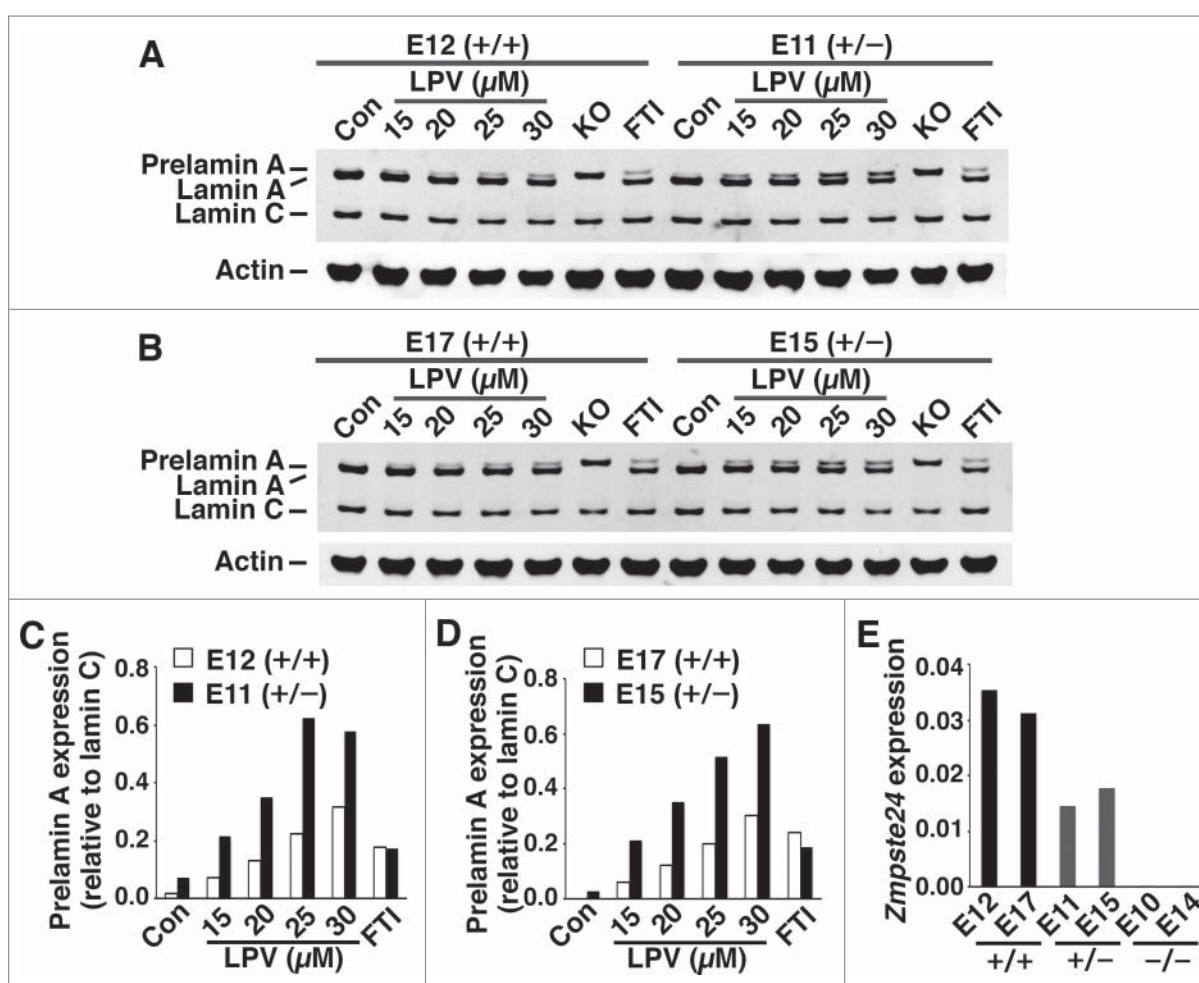 A
E12 (+/+) E11 (+/−)
LPV (µM) LPV (µM)
Con 15 20 25 30 KO FTI Con 15 20 25 30 KO FTI
Prelamin A
Lamin A
Lamin C
Actin
B
E17 (+/+) E15 (+/−)
LPV (µM) LPV (µM)
Con 15 20 25 30 KO FTI Con 15 20 25 30 KO FTI
Prelamin A
Lamin A
Lamin C
Actin
C
Prelamin A expression
(relative to lamin C)
E12 (+/+)
E11 (+/−)
0.8
0.6
0.4
0.2
0.0
Con 15 20 25 30 FTI
LPV (µM)
D
Prelamin A expression
(relative to lamin C)
E17 (+/+)
E15 (+/−)
0.8
0.6
0.4
0.2
0.0
Con 15 20 25 30 FTI
LPV (µM)
E
Zmpste24 expression
0.04
0.03
0.02
0.01
0.00
E12 E17 E11 E15 E10 E14
+/+ +/− −/−